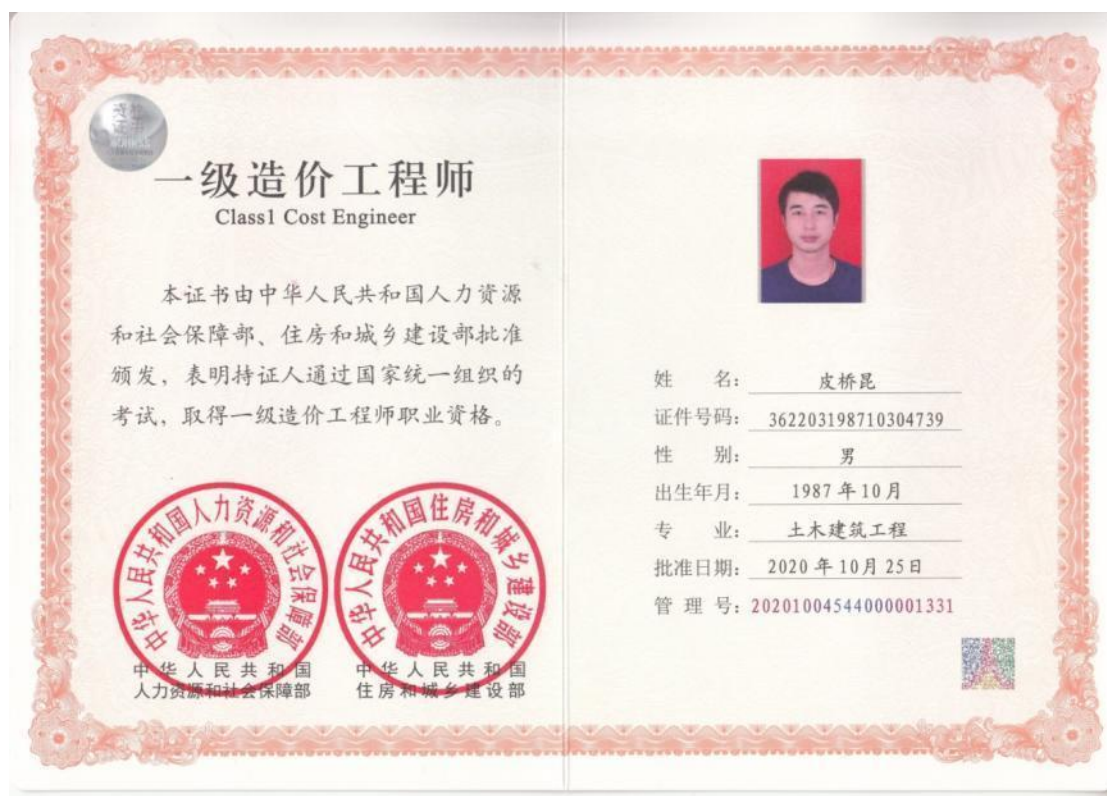 一级造价工程师
Class1 Cost Engineer
本证书由中华人民共和国人力资源
和社会保障部、住房和城乡建设部批准
颁发，表明持证人通过国家统一组织的
考试，取得一级造价工程师职业资格。
中华人民共和国人力资源和社会保障部
中华人民共和国住房和城乡建设部
中华人民共和国
人力资源和社会保障部
中华人民共和国
住房和城乡建设部
姓名：皮桥昆
证件号码：362203198710304739
性别：男
出生年月：1987年10月
专业：土木建筑工程
批准日期：2020年10月25日
管理号：20201004544000001331